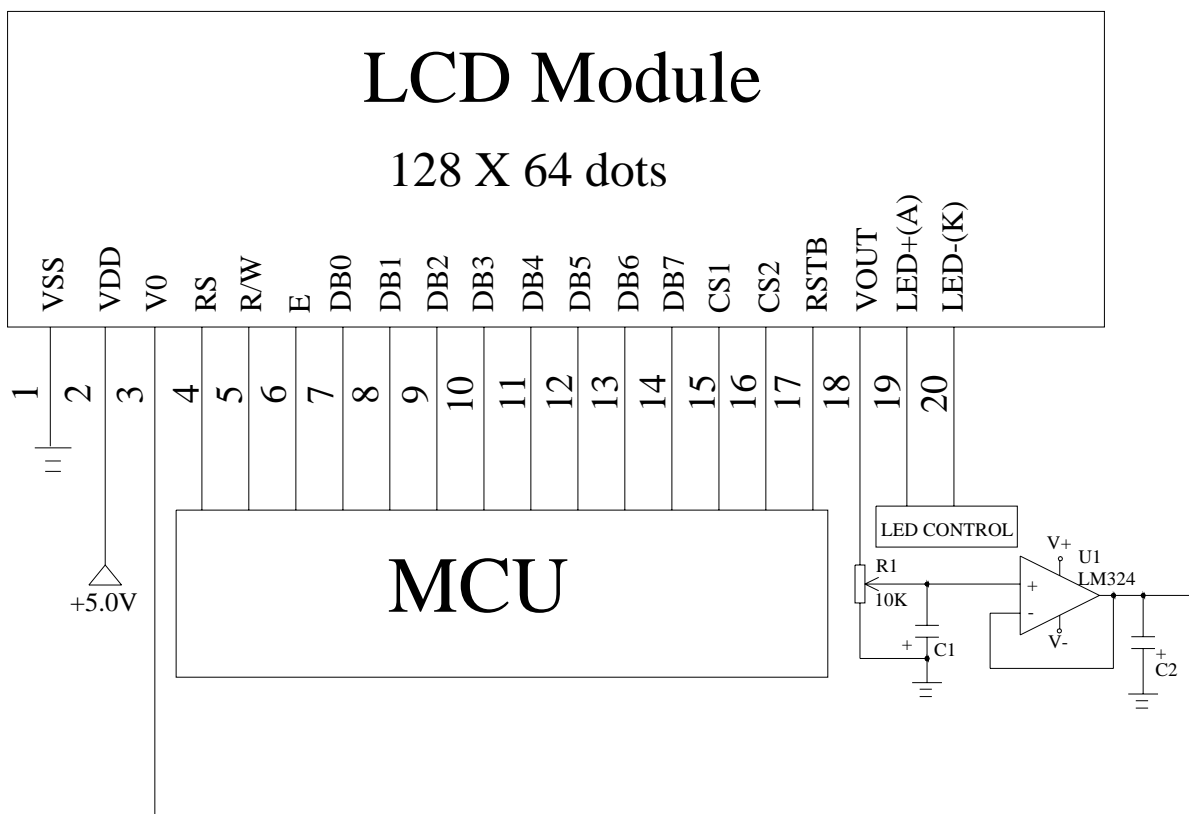 LCD Module
128 X 64 dots
VSS
VDD
V0
RS
R/W
E
DB0
DB1
DB2
DB3
DB4
DB5
DB6
DB7
CS1
CS2
RSTB
VOUT
LED+(A)
LED-(K)
1
2
3
4
5
6
7
8
9
10
11
12
13
14
15
16
17
18
19
20
LED CONTROL
MCU
+5.0V
R1
10K
+
C1
V+
U1
LM324
+
-
V-
+
C2